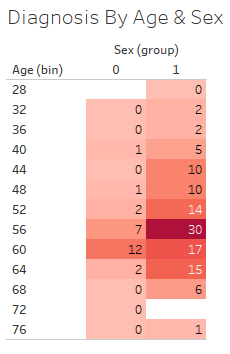 Diagnosis By Age & Sex
Sex (group)
Age (bin) 0 1
28 0
32 0 2
36 0 2
40 1 5
44 0 10
48 1 10
52 2 14
56 7 30
60 12 17
64 2 15
68 0 6
72 0
76 0 1